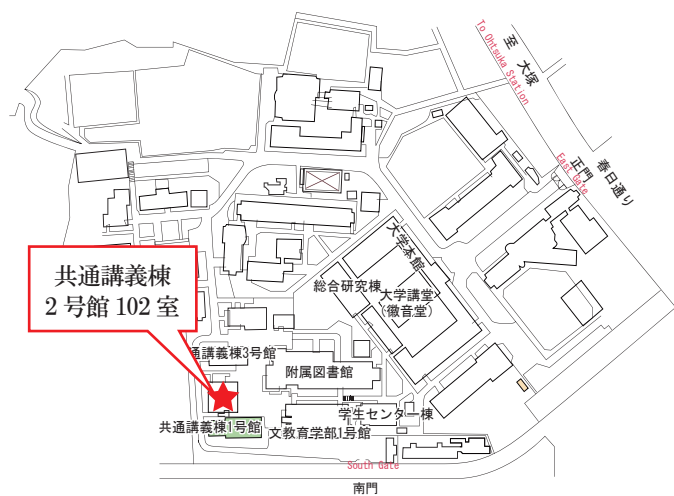 To Ohtsuka Station
至 大塚
春日通り
正門
East Gate
大学本館
共通講義棟
2号館102室
総合研究棟
大学講堂
(徽音堂)
通講義棟3号館
附属図書館
学生センター棟
共通講義棟1号館
文教育学部1号館
South Gate
南門